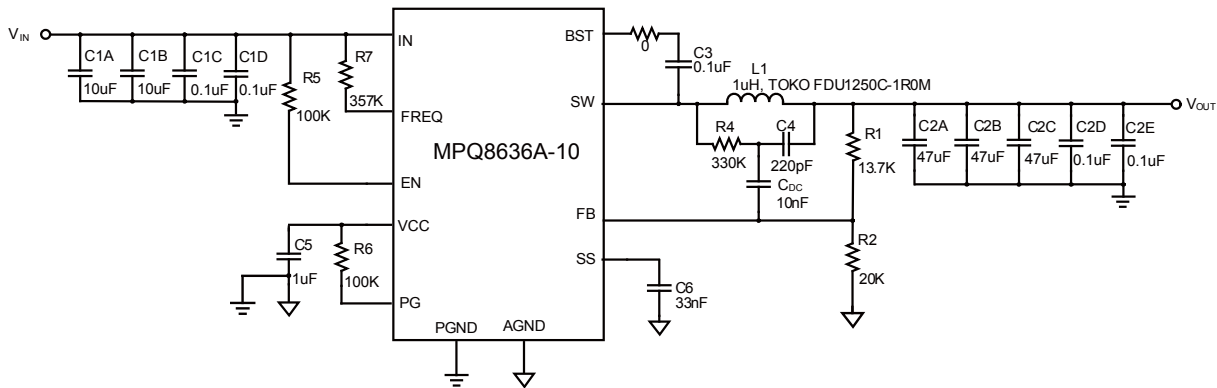 VIN
C1A
10uF
C1B
10uF
C1C
0.1uF
C1D
0.1uF
R5
100K
R7
357K
IN
FREQ
EN
VCC
PG
PGND
AGND
MPQ8636A-10
BST
SW
FB
SS
0
C3
0.1uF
L1
1uH, TOKO FDU1250C-1R0M
R4
330K
C4
220pF
CDC
10nF
R1
13.7K
R2
20K
C6
33nF
C5
1uF
R6
100K
C2A
47uF
C2B
47uF
C2C
47uF
C2D
0.1uF
C2E
0.1uF
VOUT